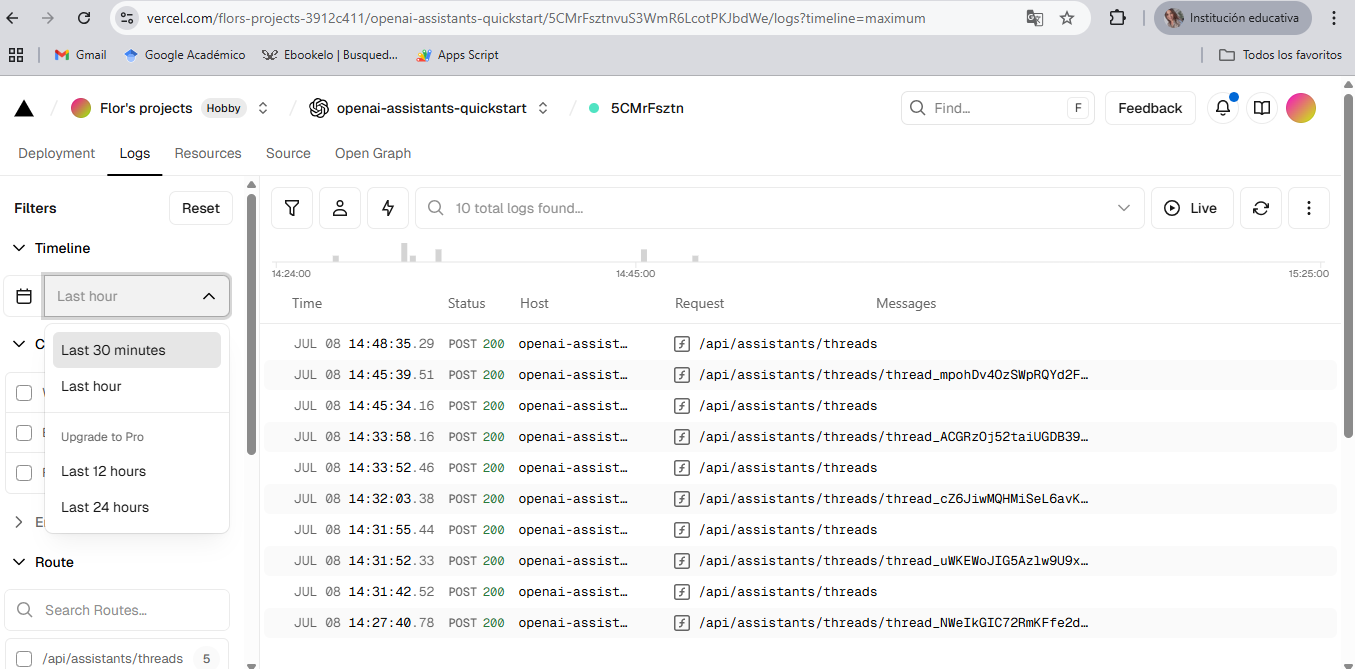 vercel.com/flors-projects-3912c411/openai-assistants-quickstart/5CMrFsztnvuS3WmR6LcotPKJbdWe/logs?timeline=maximum
Institución educativa
Gmail
Google Académico
Ebookelo | Busqued...
Apps Script
Todos los favoritos
Flor's projects
Hobby
openai-assistants-quickstart
5CMrFsztn
Find...
F
Feedback
Deployment
Logs
Resources
Source
Open Graph
Filters
Reset
10 total logs found...
Live
Timeline
Last hour
Last 30 minutes
Last hour
Upgrade to Pro
Last 12 hours
Last 24 hours
Route
Search Routes...
/api/assistants/threads 5
14:24:00 14:45:00 15:25:00
Time Status Host Request Messages
JUL 08 14:48:35.29 POST 200 openai-assist... /api/assistants/threads
JUL 08 14:45:39.51 POST 200 openai-assist... /api/assistants/threads/thread_mpohDv4OzSWpRQYd2F...
JUL 08 14:45:34.16 POST 200 openai-assist... /api/assistants/threads
JUL 08 14:33:58.16 POST 200 openai-assist... /api/assistants/threads/thread_ACGRzOj52taiUGDB39...
JUL 08 14:33:52.46 POST 200 openai-assist... /api/assistants/threads
JUL 08 14:32:03.38 POST 200 openai-assist... /api/assistants/threads/thread_cZ6JiwMQHMiSeL6avK...
JUL 08 14:31:55.44 POST 200 openai-assist... /api/assistants/threads
JUL 08 14:31:52.33 POST 200 openai-assist... /api/assistants/threads/thread_uWKEWoJIG5Azlw9U9x...
JUL 08 14:31:42.52 POST 200 openai-assist... /api/assistants/threads
JUL 08 14:27:40.78 POST 200 openai-assist... /api/assistants/threads/thread_NWeIkGIC72RmKFfe2d...